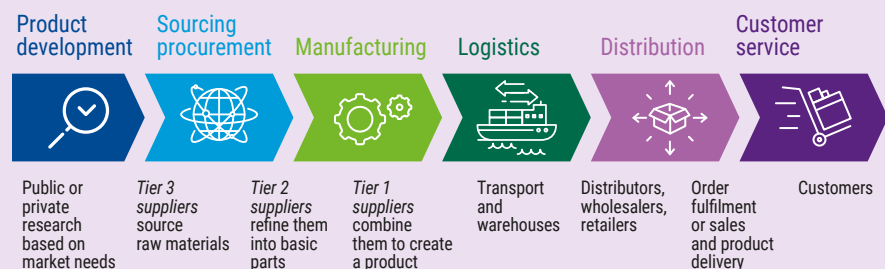 Product
development
Sourcing
procurement
Manufacturing
Logistics
Distribution
Customer
service
Public or
private
research
based on
market needs
Tier 3
suppliers
source
raw materials
Tier 2
suppliers
refine them
into basic
parts
Tier 1
suppliers
combine
them to create
a product
Transport
and
warehouses
Distributors,
wholesalers,
retailers
Order
fulfilment
or sales
and product
delivery
Customers